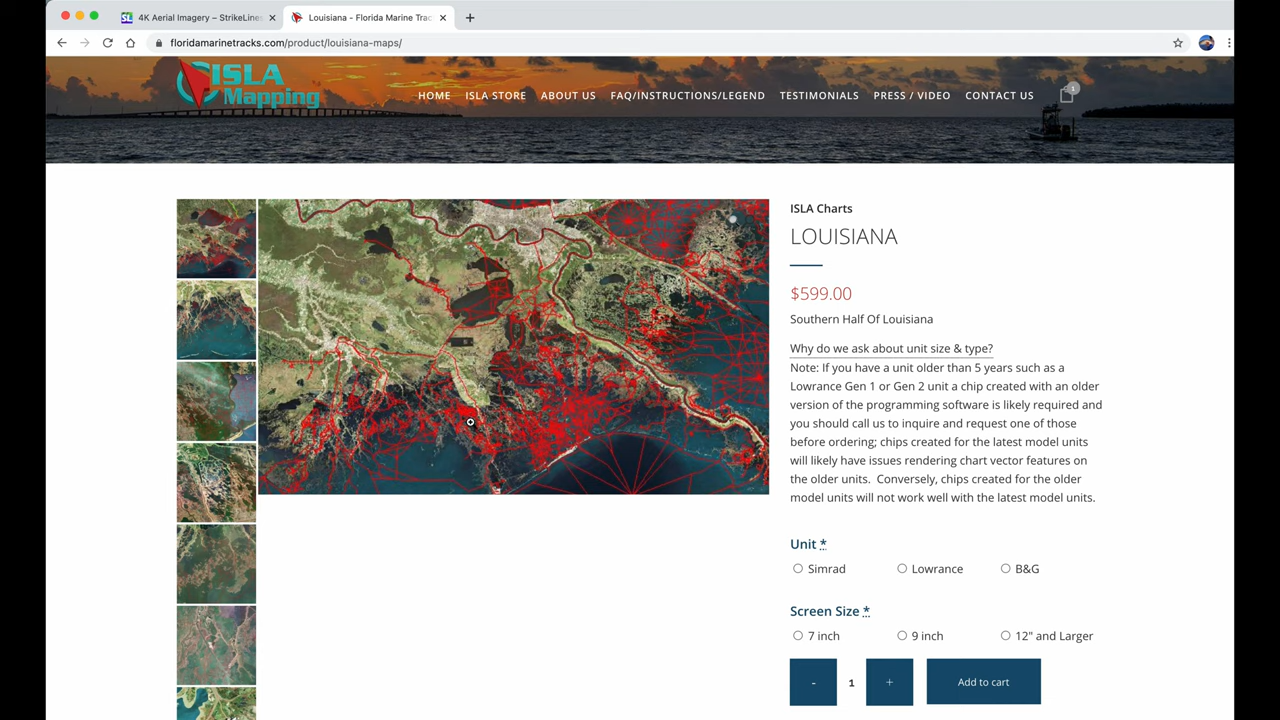 4K Aerial Imagery – StrikeLines
Louisiana - Florida Marine Trac
floridamarinetracks.com/product/louisiana-maps/
ISLA
Mapping
HOME
ISLA STORE
ABOUT US
FAQ/INSTRUCTIONS/LEGEND
TESTIMONIALS
PRESS / VIDEO
CONTACT US
1
ISLA Charts
LOUISIANA
$599.00
Southern Half Of Louisiana
Why do we ask about unit size & type?
Note: If you have a unit older than 5 years such as a
Lowrance Gen 1 or Gen 2 unit a chip created with an older
version of the programming software is likely required and
you should call us to inquire and request one of those
before ordering; chips created for the latest model units
will likely have issues rendering chart vector features on
the older units. Conversely, chips created for the older
model units will not work well with the latest model units.
Unit *
Simrad
Lowrance
B&G
Screen Size *
7 inch
9 inch
12" and Larger
- 1 +
Add to cart